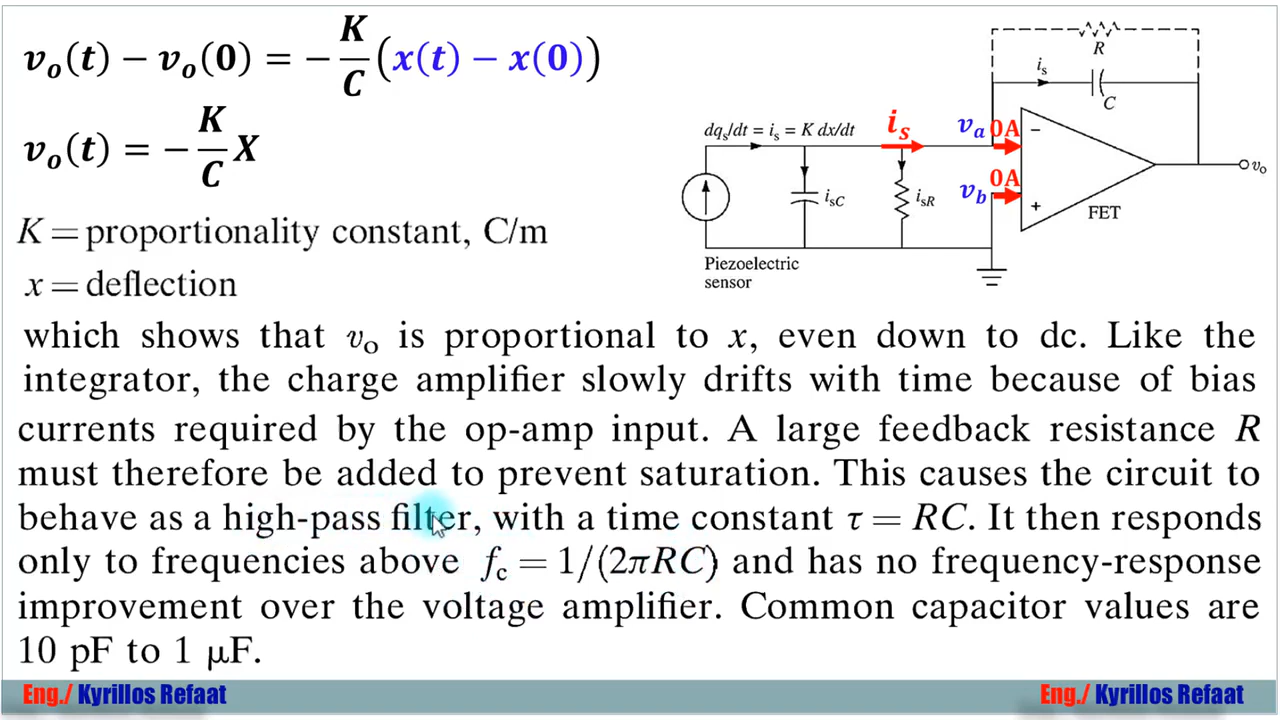 v_o(t) − v_o(0) = − K/C (x(t) − x(0))
v_o(t) = − K/C X
K = proportionality constant, C/m
x = deflection
R
i_s
C
dq_s/dt = i_s = K dx/dt
i_s
v_a 0A
−
i_sC
i_sR
v_b 0A
+
FET
v_o
Piezoelectric
sensor
which shows that v_o is proportional to x, even down to dc. Like the
integrator, the charge amplifier slowly drifts with time because of bias
currents required by the op-amp input. A large feedback resistance R
must therefore be added to prevent saturation. This causes the circuit to
behave as a high-pass filter, with a time constant τ = RC. It then responds
only to frequencies above f_c = 1/(2πRC) and has no frequency-response
improvement over the voltage amplifier. Common capacitor values are
10 pF to 1 μF.
Eng./ Kyrillos Refaat
Eng./ Kyrillos Refaat